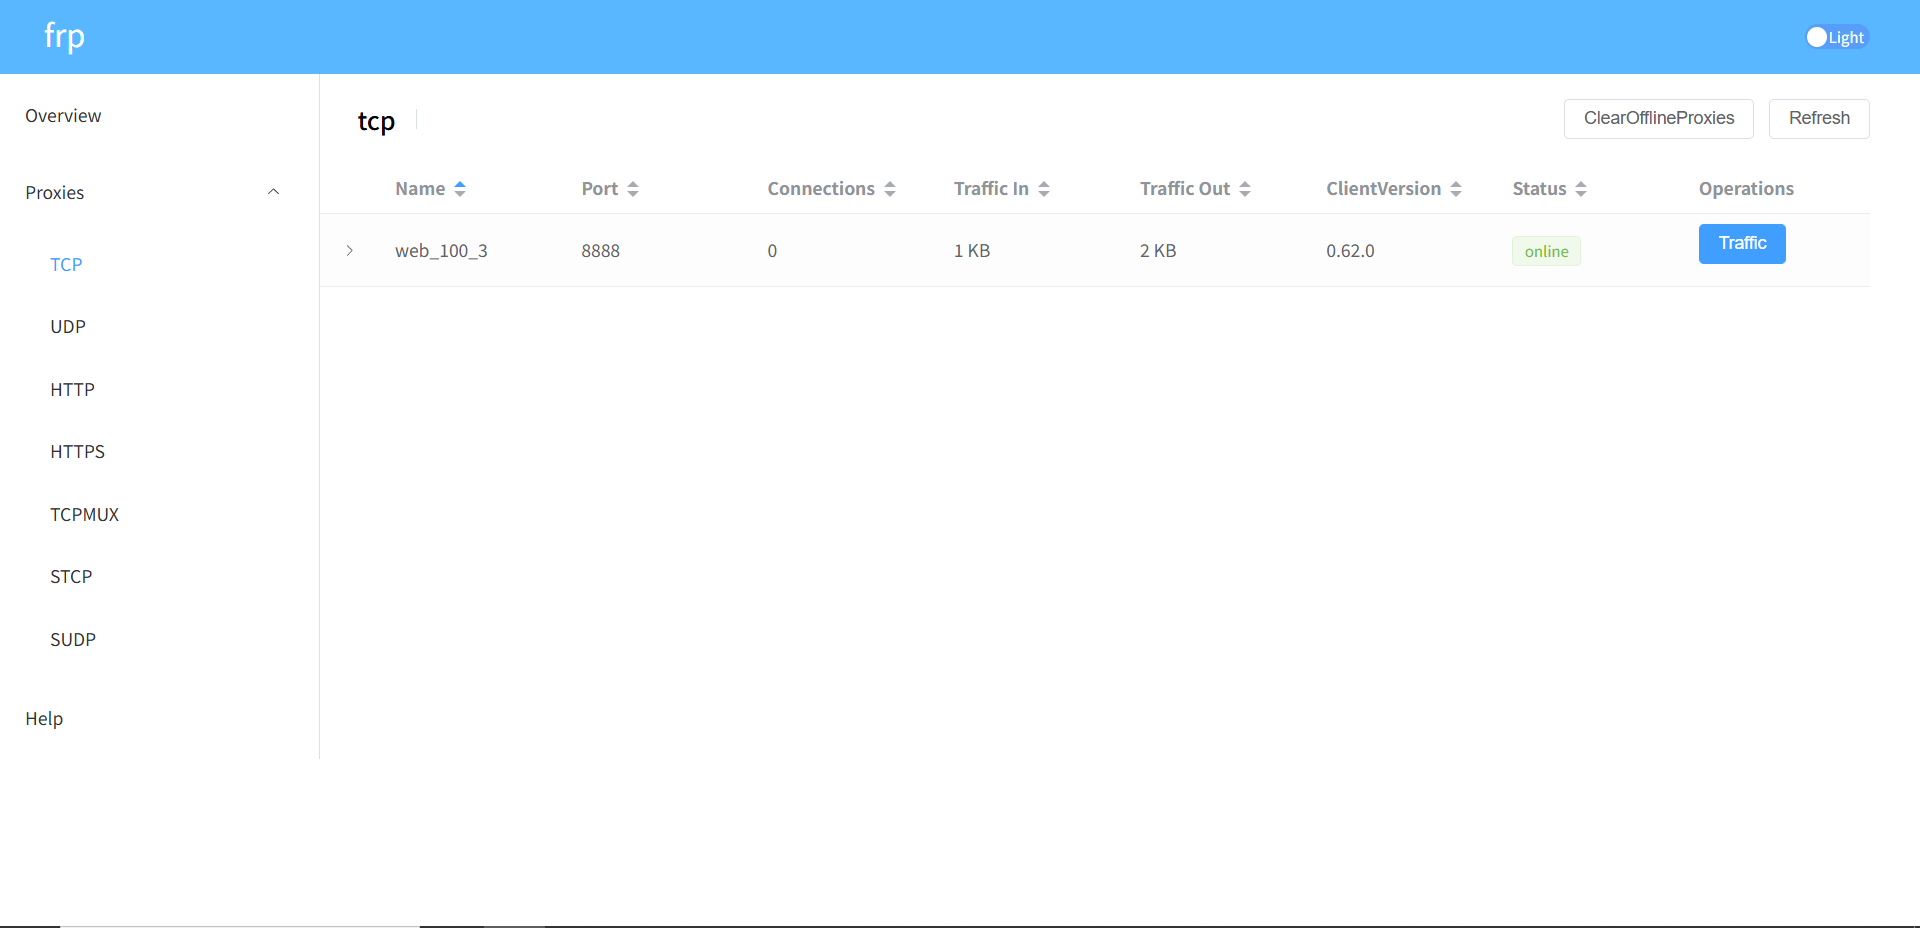 frp
Light
Overview
Proxies
TCP
UDP
HTTP
HTTPS
TCPMUX
STCP
SUDP
Help
tcp
ClearOfflineProxies
Refresh
Name Port Connections Traffic In Traffic Out ClientVersion Status Operations
web_100_3 8888 0 1 KB 2 KB 0.62.0 online Traffic